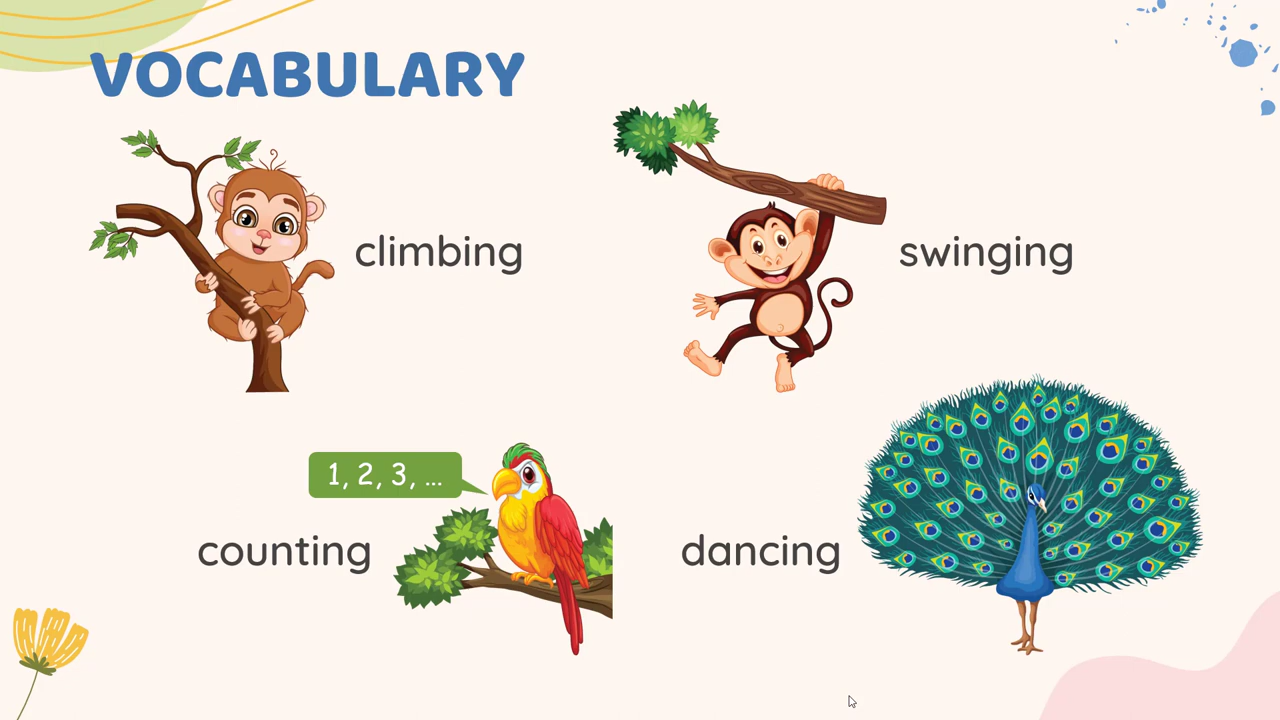 VOCABULARY
climbing
swinging
1, 2, 3, ...
counting
dancing